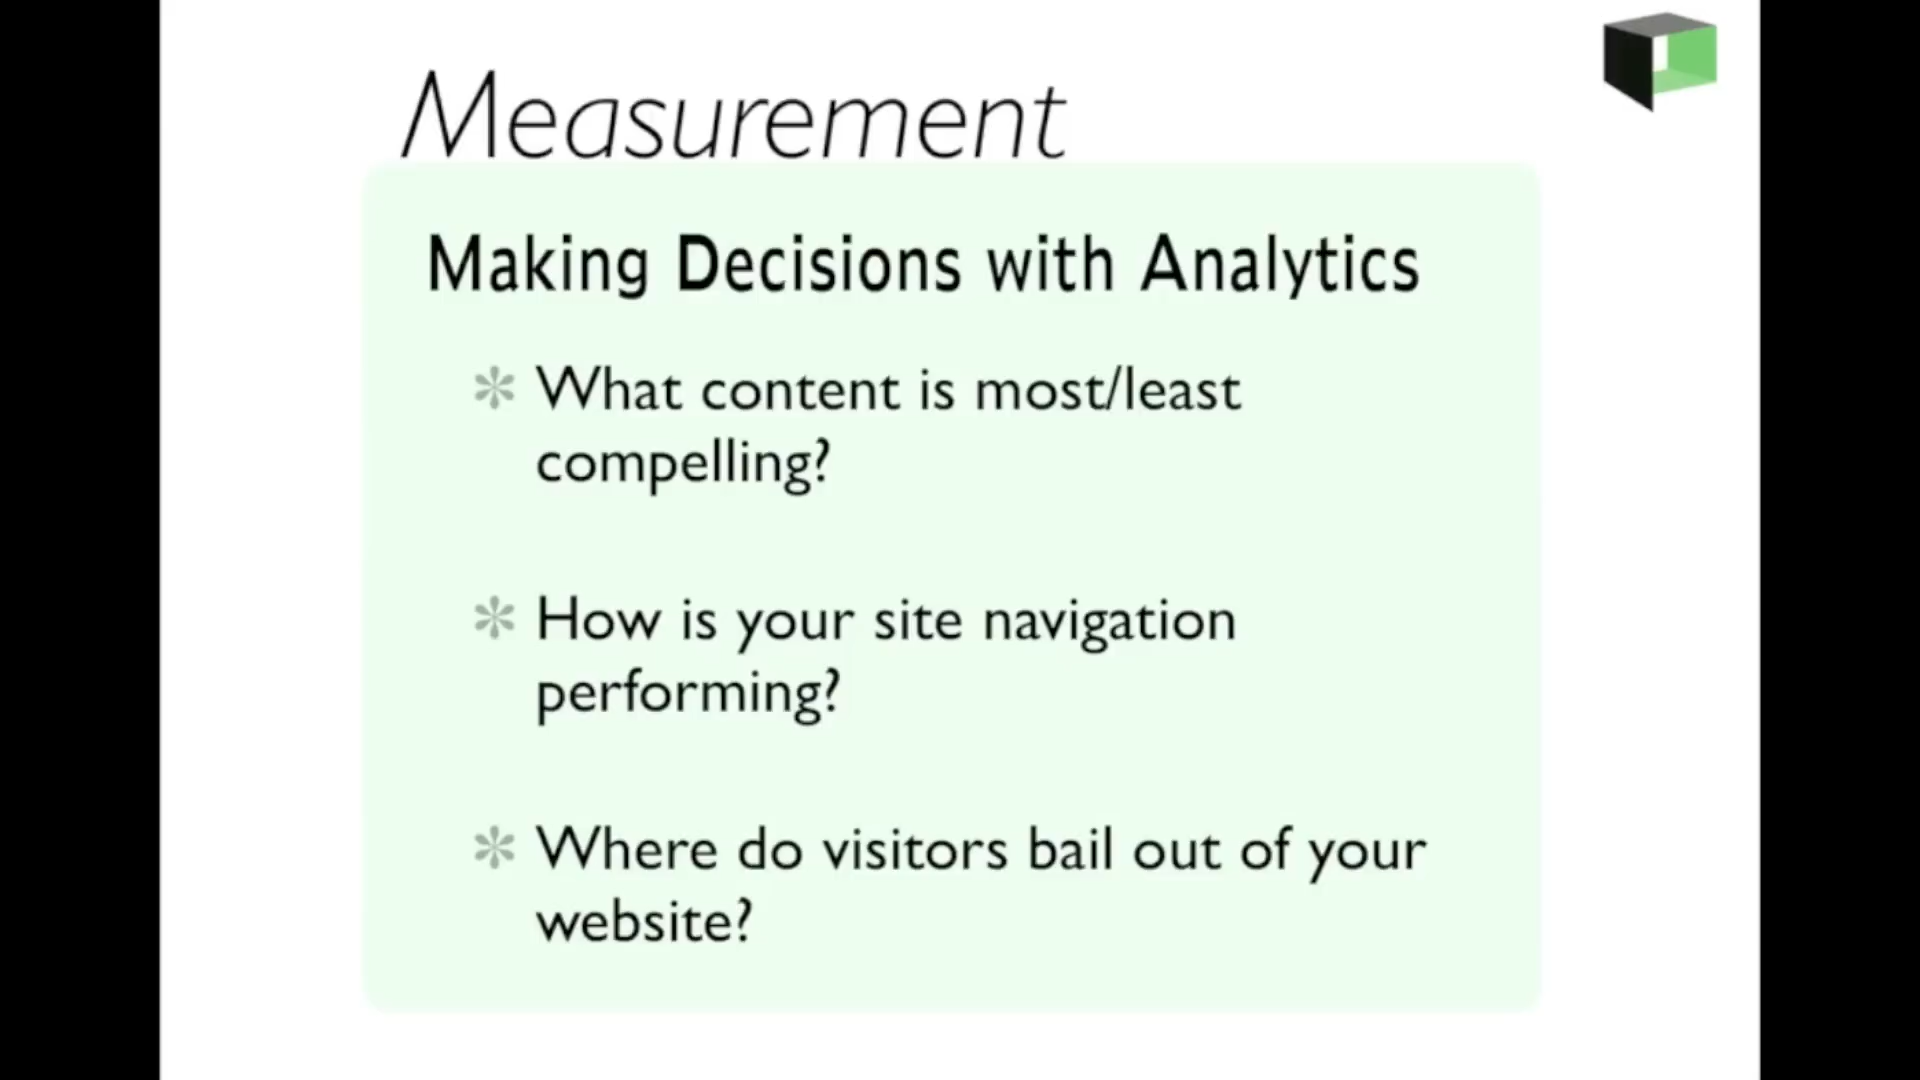 Measurement
Making Decisions with Analytics
✻ What content is most/least
compelling?
✻ How is your site navigation
performing?
✻ Where do visitors bail out of your
website?